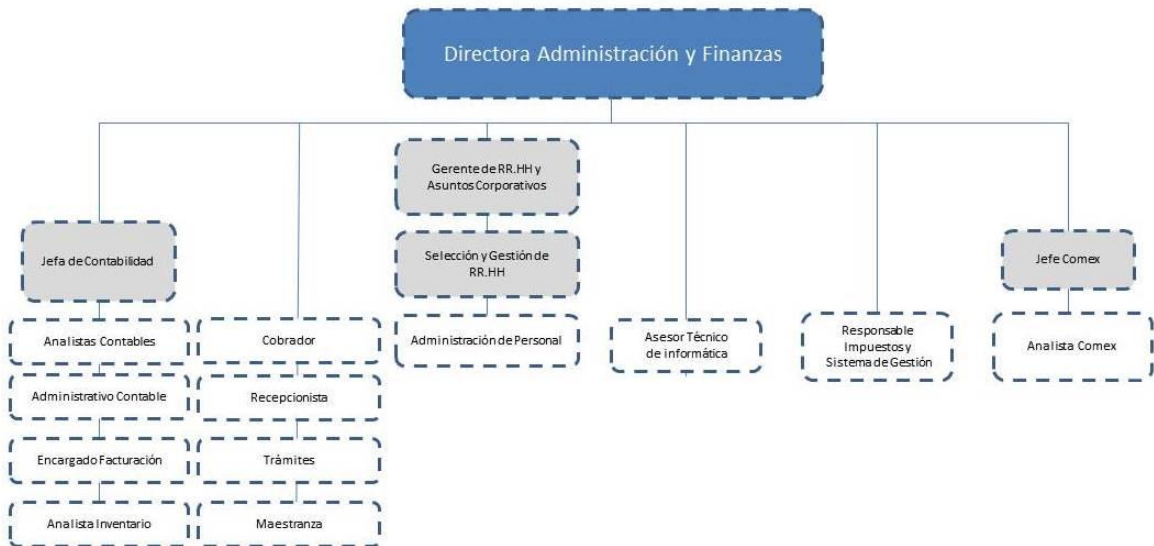 Directora Administración y Finanzas
Gerente de RR.HH y
Asuntos Corporativos
Jefa de Contabilidad
Selección y Gestión de
RR.HH
Jefe Comex
Analistas Contables
Cobrador
Administración de Personal
Asesor Técnico
de informática
Responsable
Impuestos y
Sistema de Gestión
Analista Comex
Administrativo Contable
Recepcionista
Encargado Facturación
Tràmites
Analista Inventario
Maestranza